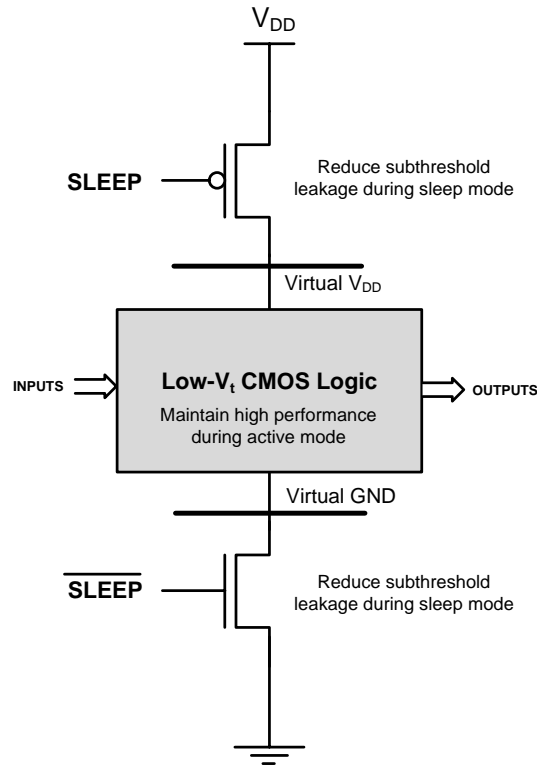 V_DD
SLEEP
Reduce subthreshold
leakage during sleep mode
Virtual V_DD
INPUTS
Low-V_t CMOS Logic
Maintain high performance
during active mode
OUTPUTS
Virtual GND
S̅L̅E̅E̅P̅
Reduce subthreshold
leakage during sleep mode